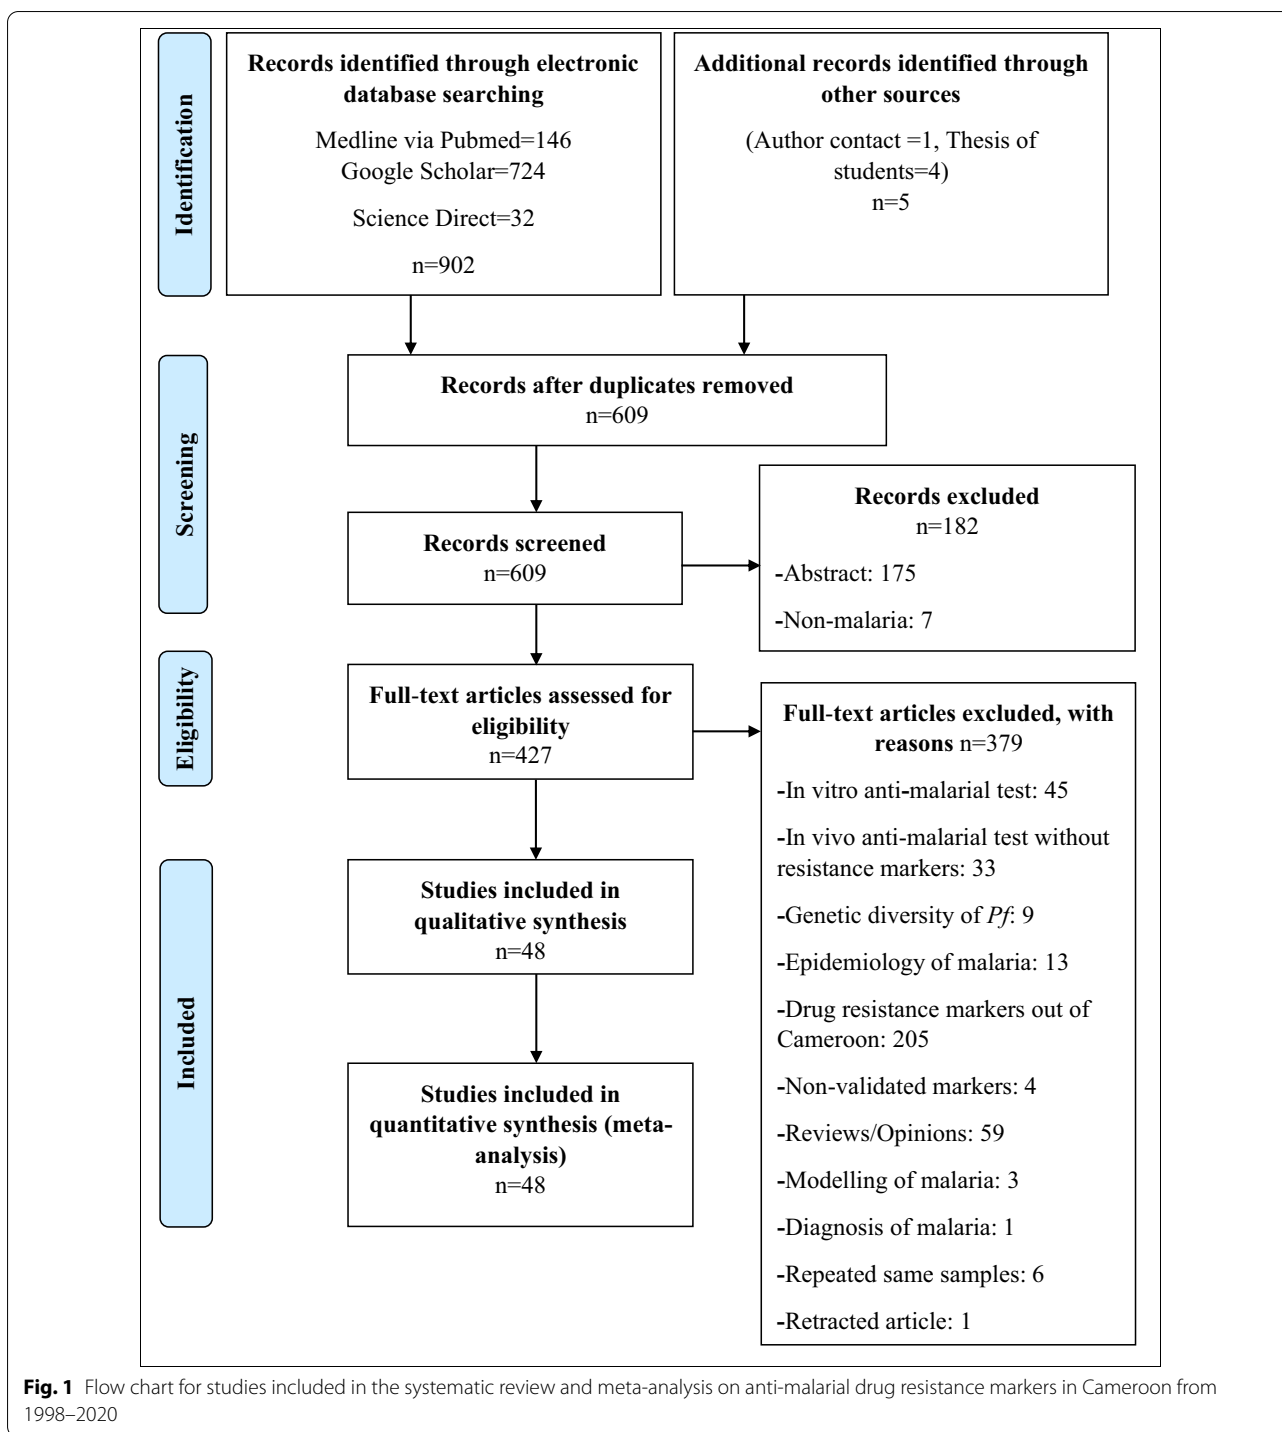 Identification
Records identified through electronic
database searching
Medline via Pubmed=146
Google Scholar=724
Science Direct=32
n=902
Additional records identified through
other sources
(Author contact =1, Thesis of
students=4)
n=5
Screening
Records after duplicates removed
n=609
Records screened
n=609
Records excluded
n=182
-Abstract: 175
-Non-malaria: 7
Eligibility
Full-text articles assessed for
eligibility
n=427
Full-text articles excluded, with
reasons n=379
-In vitro anti-malarial test: 45
-In vivo anti-malarial test without
resistance markers: 33
-Genetic diversity of Pf: 9
-Epidemiology of malaria: 13
-Drug resistance markers out of
Cameroon: 205
-Non-validated markers: 4
-Reviews/Opinions: 59
-Modelling of malaria: 3
-Diagnosis of malaria: 1
-Repeated same samples: 6
-Retracted article: 1
Included
Studies included in
qualitative synthesis
n=48
Studies included in
quantitative synthesis (meta-
analysis)
n=48
Fig. 1 Flow chart for studies included in the systematic review and meta-analysis on anti-malarial drug resistance markers in Cameroon from
1998–2020